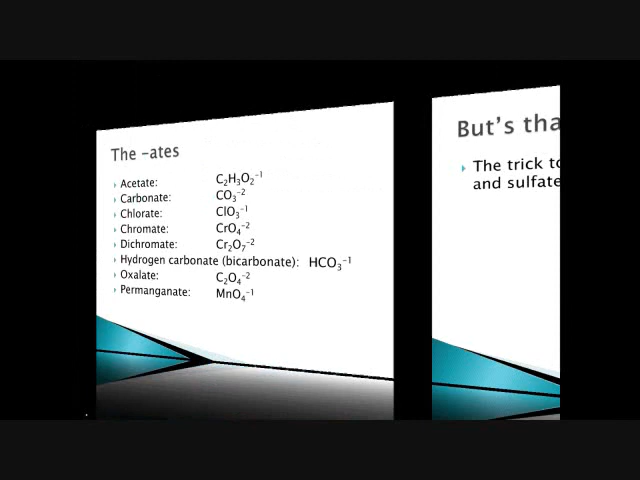 The –ates
Acetate: C₂H₃O₂⁻¹
Carbonate: CO₃⁻²
Chlorate: ClO₃⁻¹
Chromate: CrO₄⁻²
Dichromate: Cr₂O₇⁻²
Hydrogen carbonate (bicarbonate): HCO₃⁻¹
Oxalate: C₂O₄⁻²
Permanganate: MnO₄⁻¹
But's tha
The trick to
and sulfate